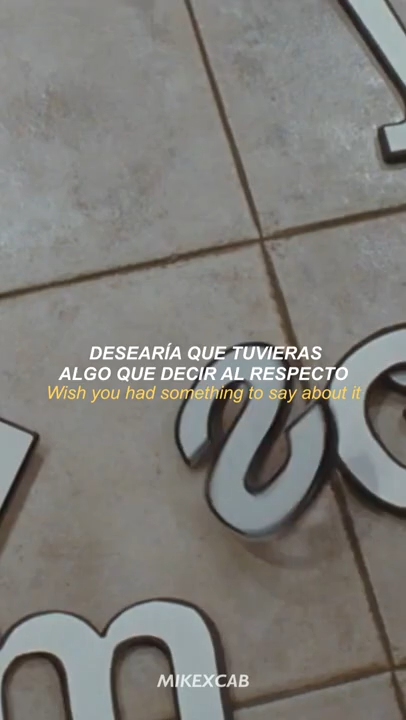 DESEARÍA QUE TUVIERAS
ALGO QUE DECIR AL RESPECTO
Wish you had something to say about it
m
MIKEXCAB